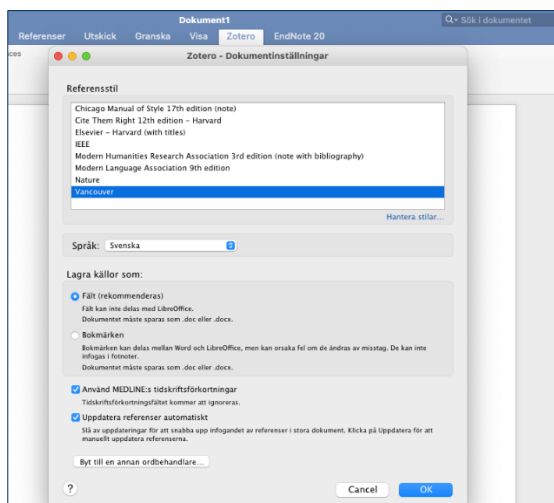 Dokument1
Sök i dokumentet
Referenser Utskick Granska Visa Zotero EndNote 20
ces
Zotero - Dokumentinställningar
Referensstil
Chicago Manual of Style 17th edition (note)
Cite Them Right 12th edition - Harvard
Elsevier - Harvard (with titles)
IEEE
Modern Humanities Research Association 3rd edition (note with bibliography)
Modern Language Association 9th edition
Nature
Vancouver
Hantera stilar...
Språk: Svenska
Lagra källor som:
Fält (rekommenderas)
Fält kan inte delas med LibreOffice.
Dokumentet måste sparas som .doc eller .docx.
Bokmärken
Bokmärken kan delas mellan Word och LibreOffice, men kan orsaka fel om de ändras av misstag. De kan inte
infogas i fotnoter.
Dokumentet måste sparas som .doc eller .docx.
Använd MEDLINE:s tidskriftsförkortningar
Tidskriftsförkortningsfältet kommer att ignoreras.
Uppdatera referenser automatiskt
Slå av uppdateringar för att snabba upp infogandet av referenser i stora dokument. Klicka på Uppdatera för att
manuellt uppdatera referenserna.
Byt till en annan ordbehandlare...
? Cancel OK